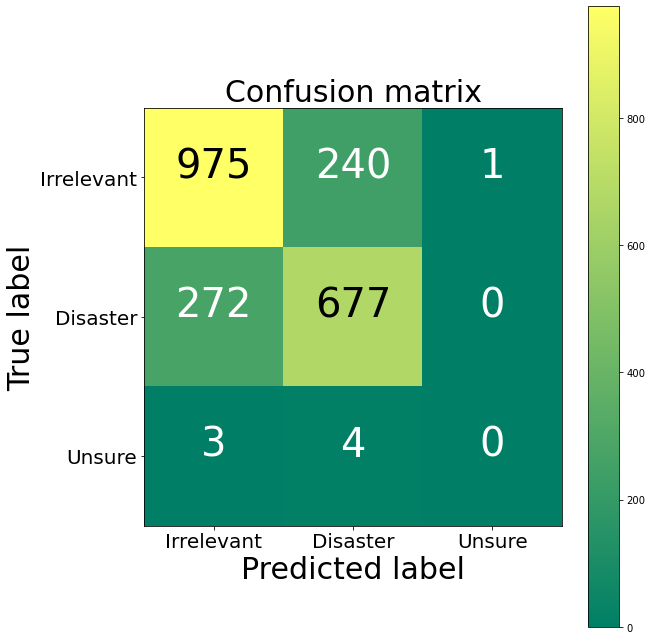 Confusion matrix
True label
Irrelevant 975 240 1
Disaster 272 677 0
Unsure 3 4 0
Irrelevant Disaster Unsure
Predicted label
800
600
400
200
0